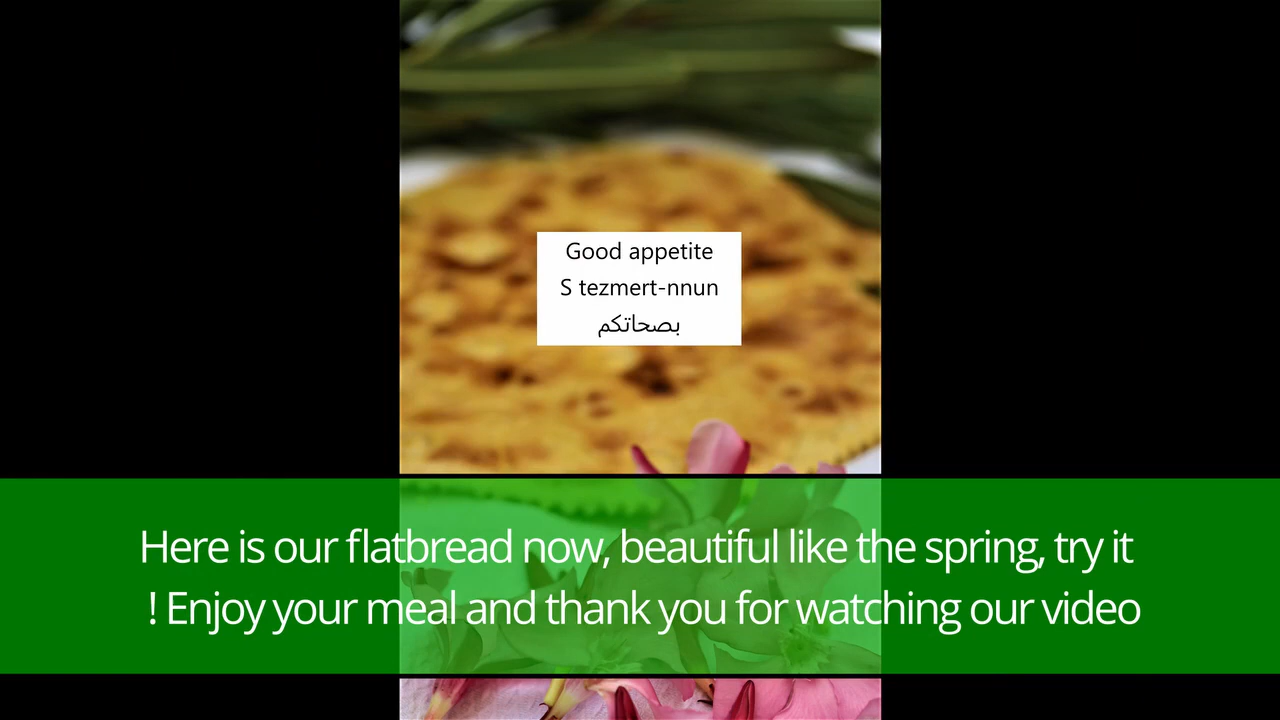 Good appetite
S tezmert-nnun
بصحاتكم
Here is our flatbread now, beautiful like the spring, try it
! Enjoy your meal and thank you for watching our video